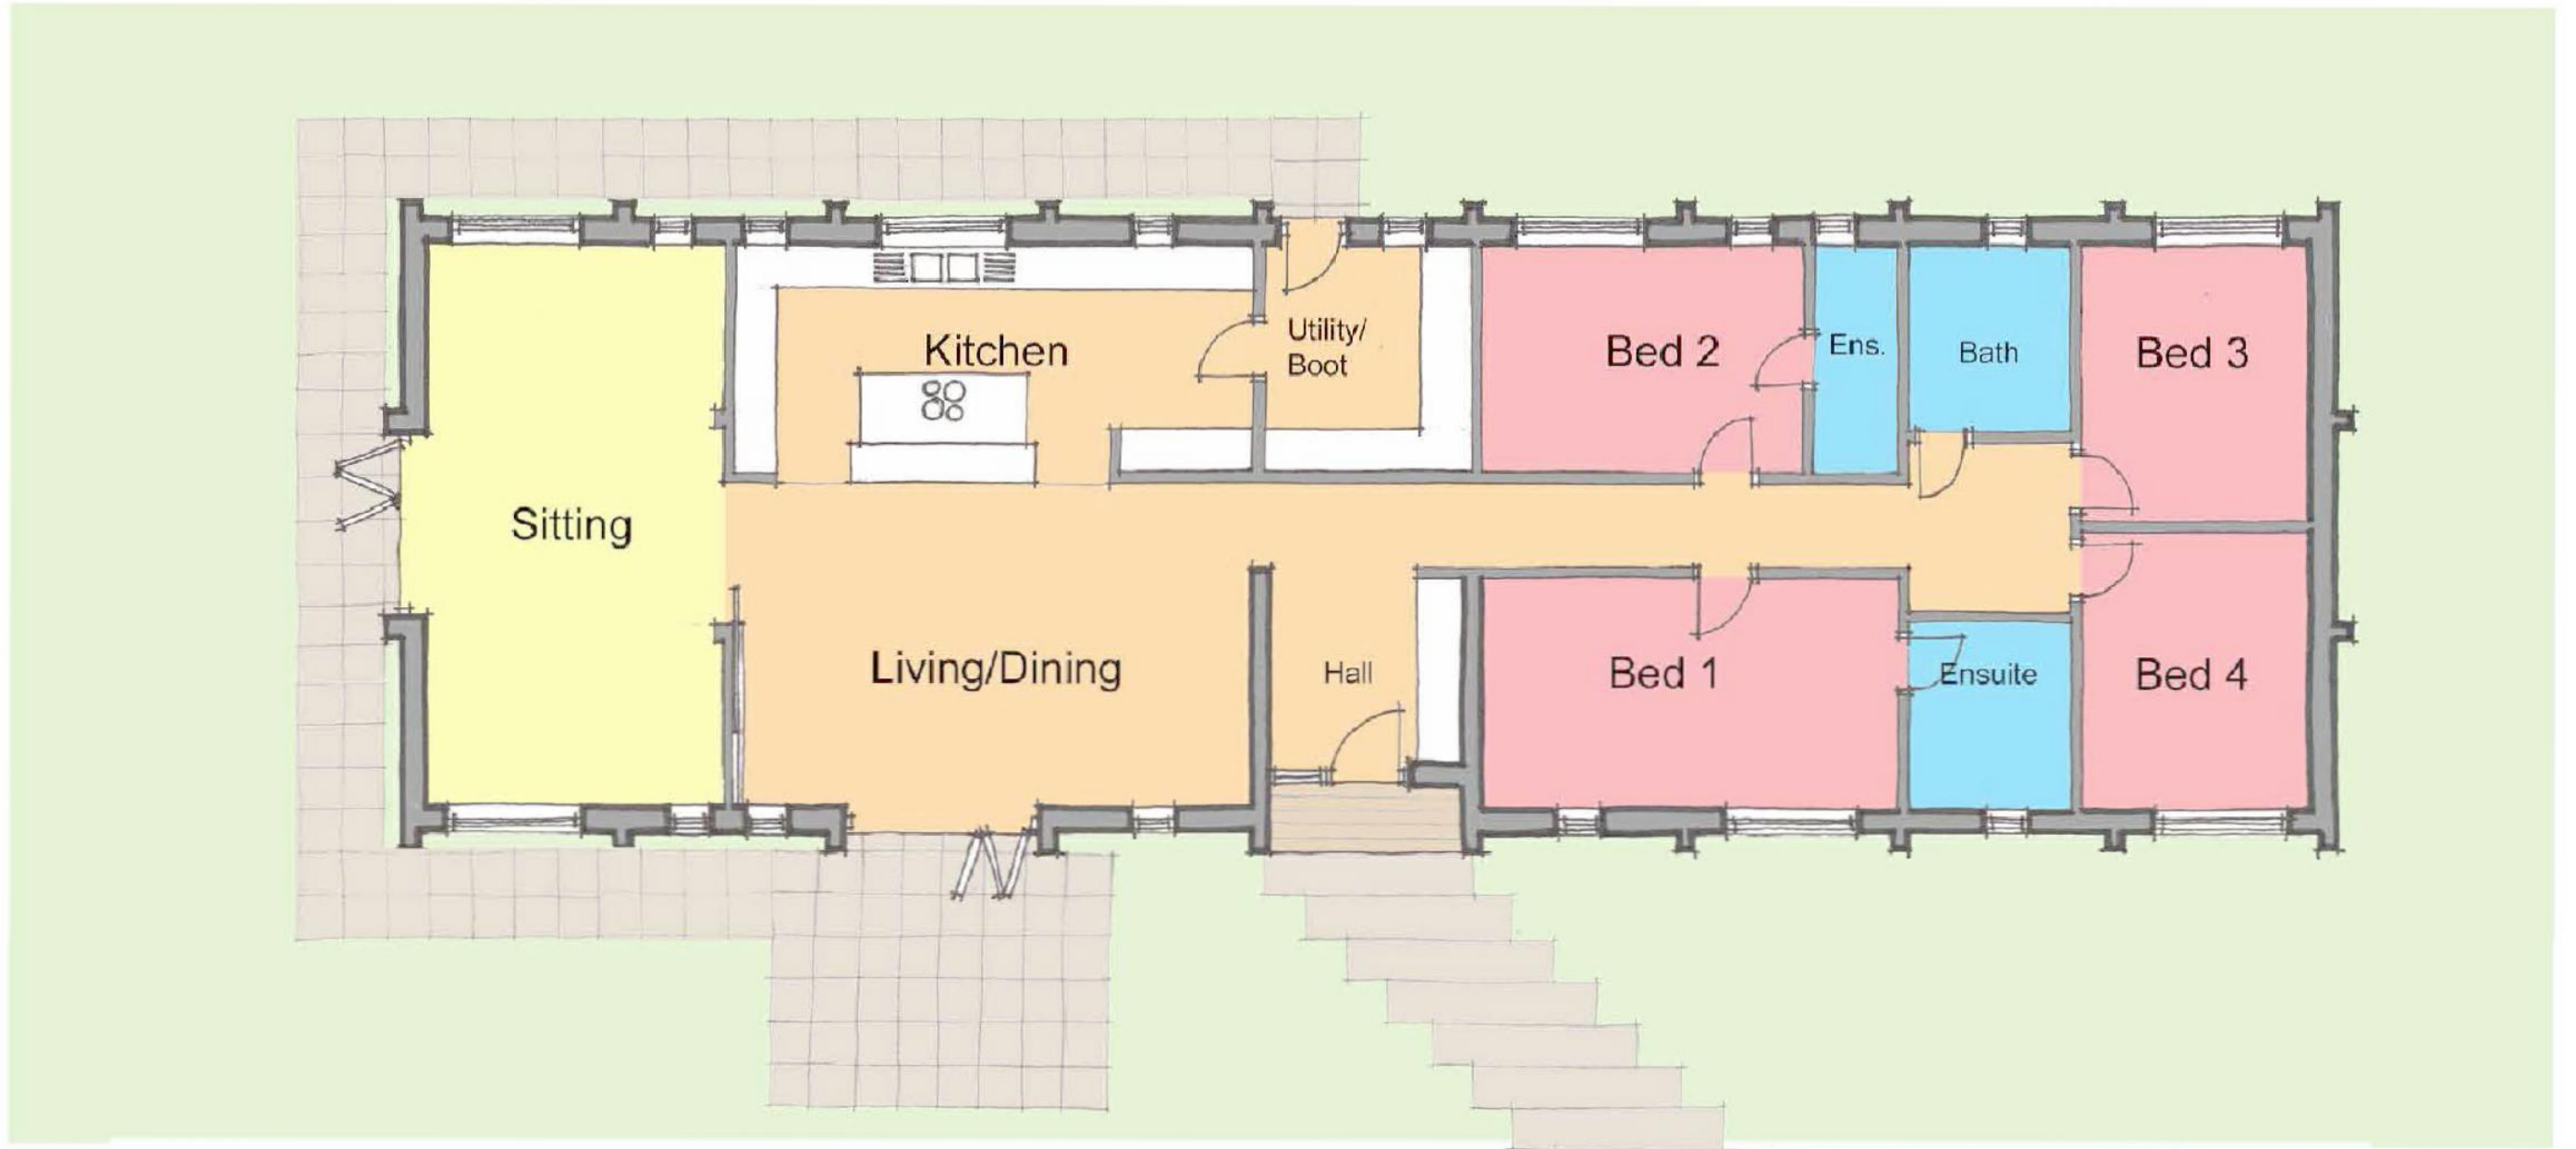 Kitchen
Utility/
Boot
Bed 2
Ens.
Bath
Bed 3
Sitting
Living/Dining
Hall
Bed 1
Ensuite
Bed 4